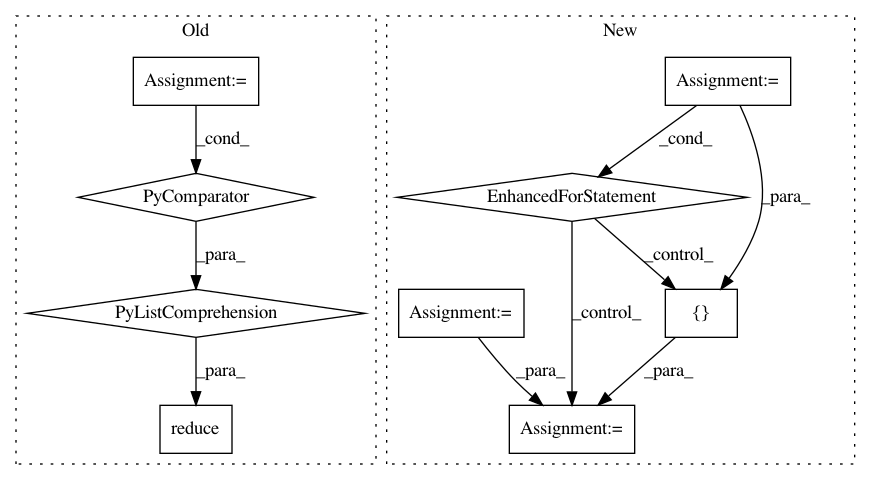 Old
New
Assignment:=
Assignment:=
_cond_
_cond_
PyComparator
EnhancedForStatement
_para_
_para_
_control_
PyListComprehension
Assignment:=
_control_
{}
_para_
_para_
_para_
reduce
Assignment:=